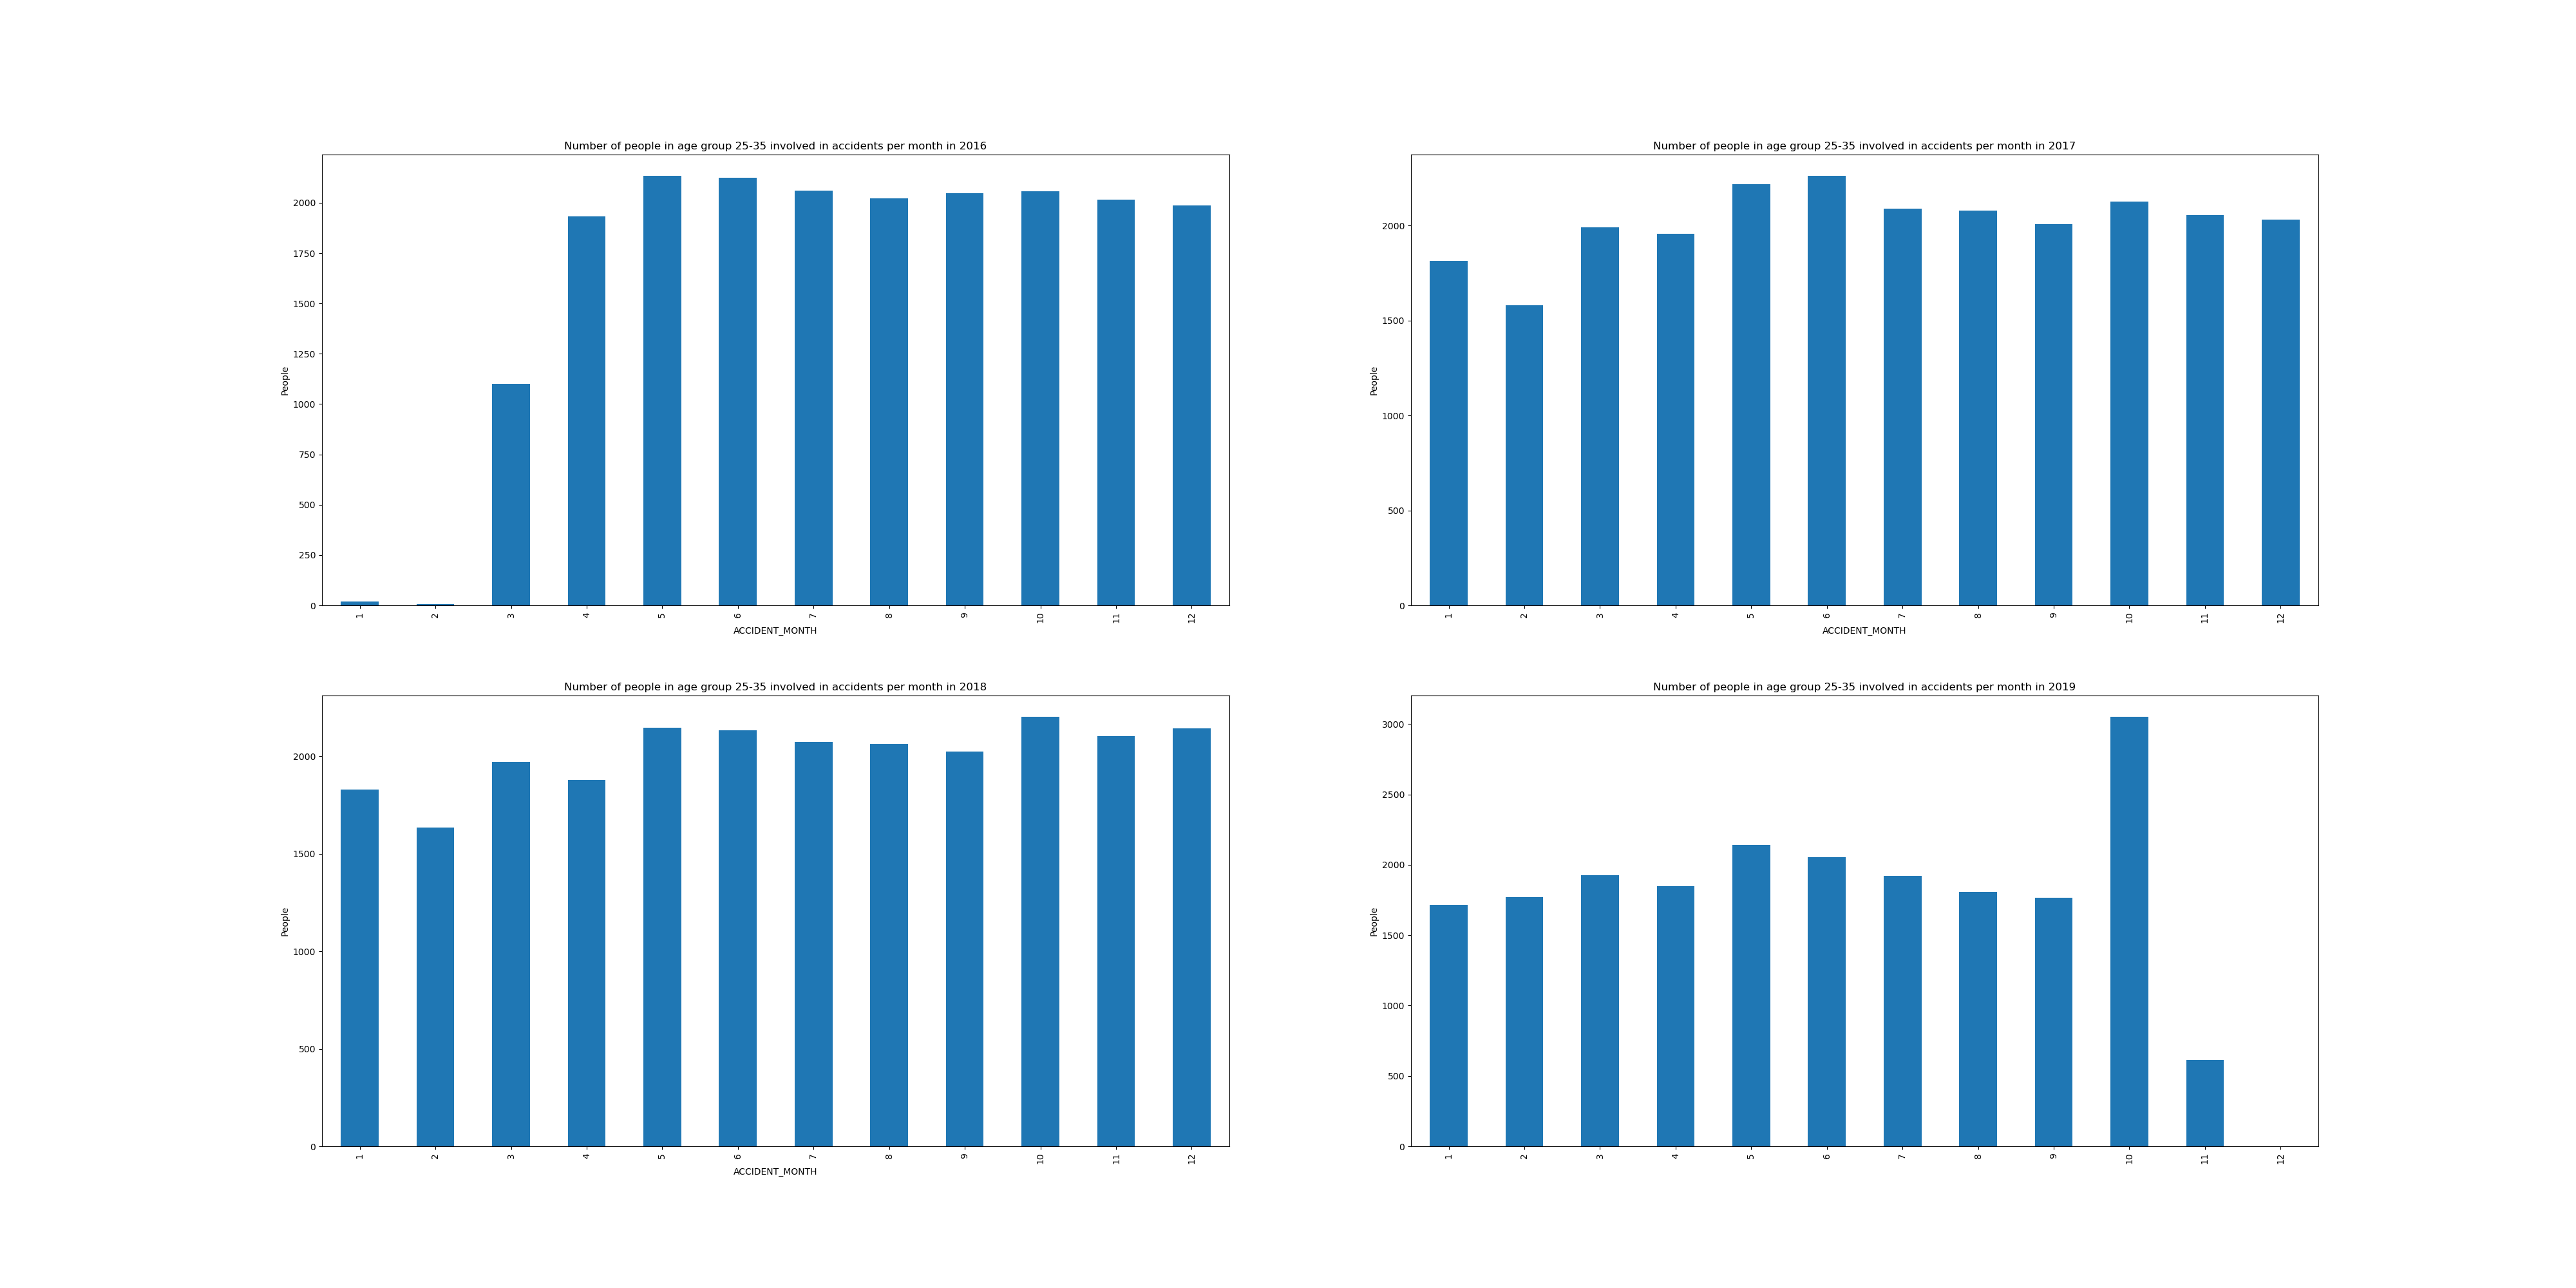 Number of people in age group 25-35 involved in accidents per month in 2016
2000
1750
1500
1250
1000
750
500
250
0
People
1 2 3 4 5 6 7 8 9 10 11 12
ACCIDENT_MONTH
Number of people in age group 25-35 involved in accidents per month in 2017
2000
1500
1000
500
0
People
1 2 3 4 5 6 7 8 9 10 11 12
ACCIDENT_MONTH
Number of people in age group 25-35 involved in accidents per month in 2018
2000
1500
1000
500
0
People
1 2 3 4 5 6 7 8 9 10 11 12
ACCIDENT_MONTH
Number of people in age group 25-35 involved in accidents per month in 2019
3000
2500
2000
1500
1000
500
0
People
1 2 3 4 5 6 7 8 9 10 11 12